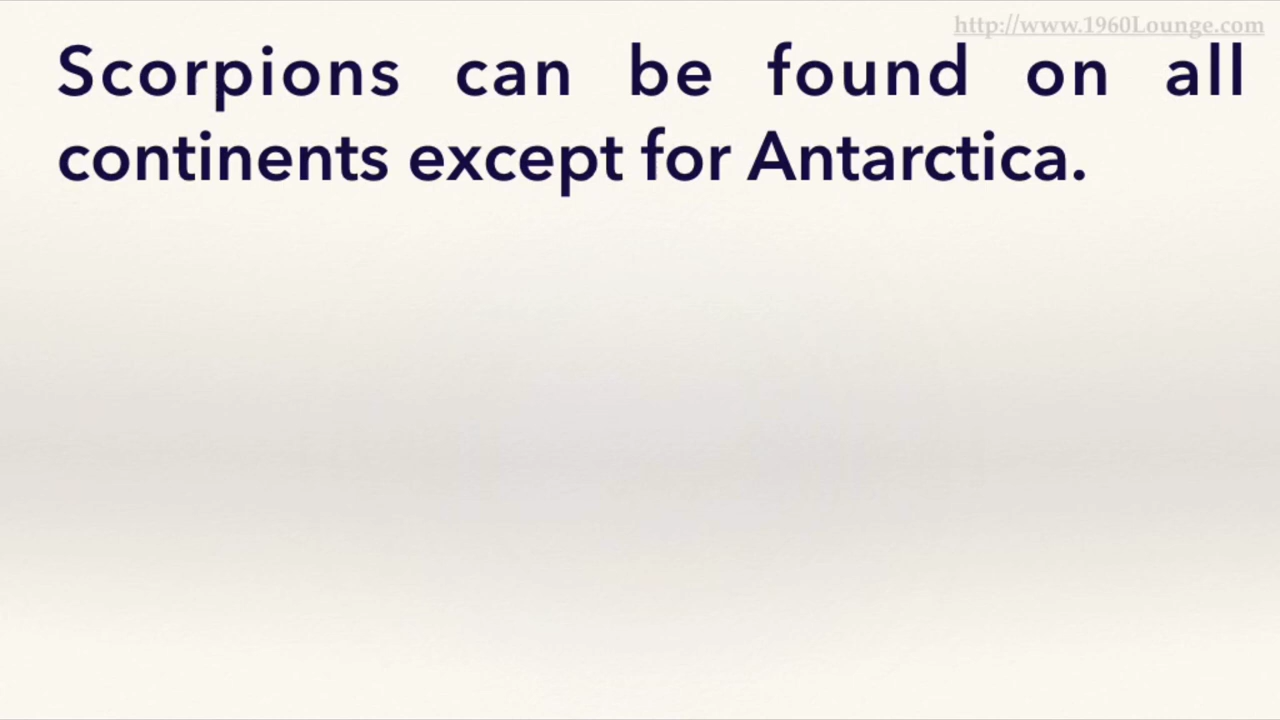 http://www.1960Lounge.com
Scorpions can be found on all
continents except for Antarctica.